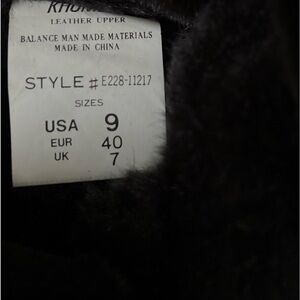 LEATHER UPPER
BALANCE MAN MADE MATERIALS
MADE IN CHINA
STYLE # E228-11217
SIZES
USA 9
EUR 40
UK 7